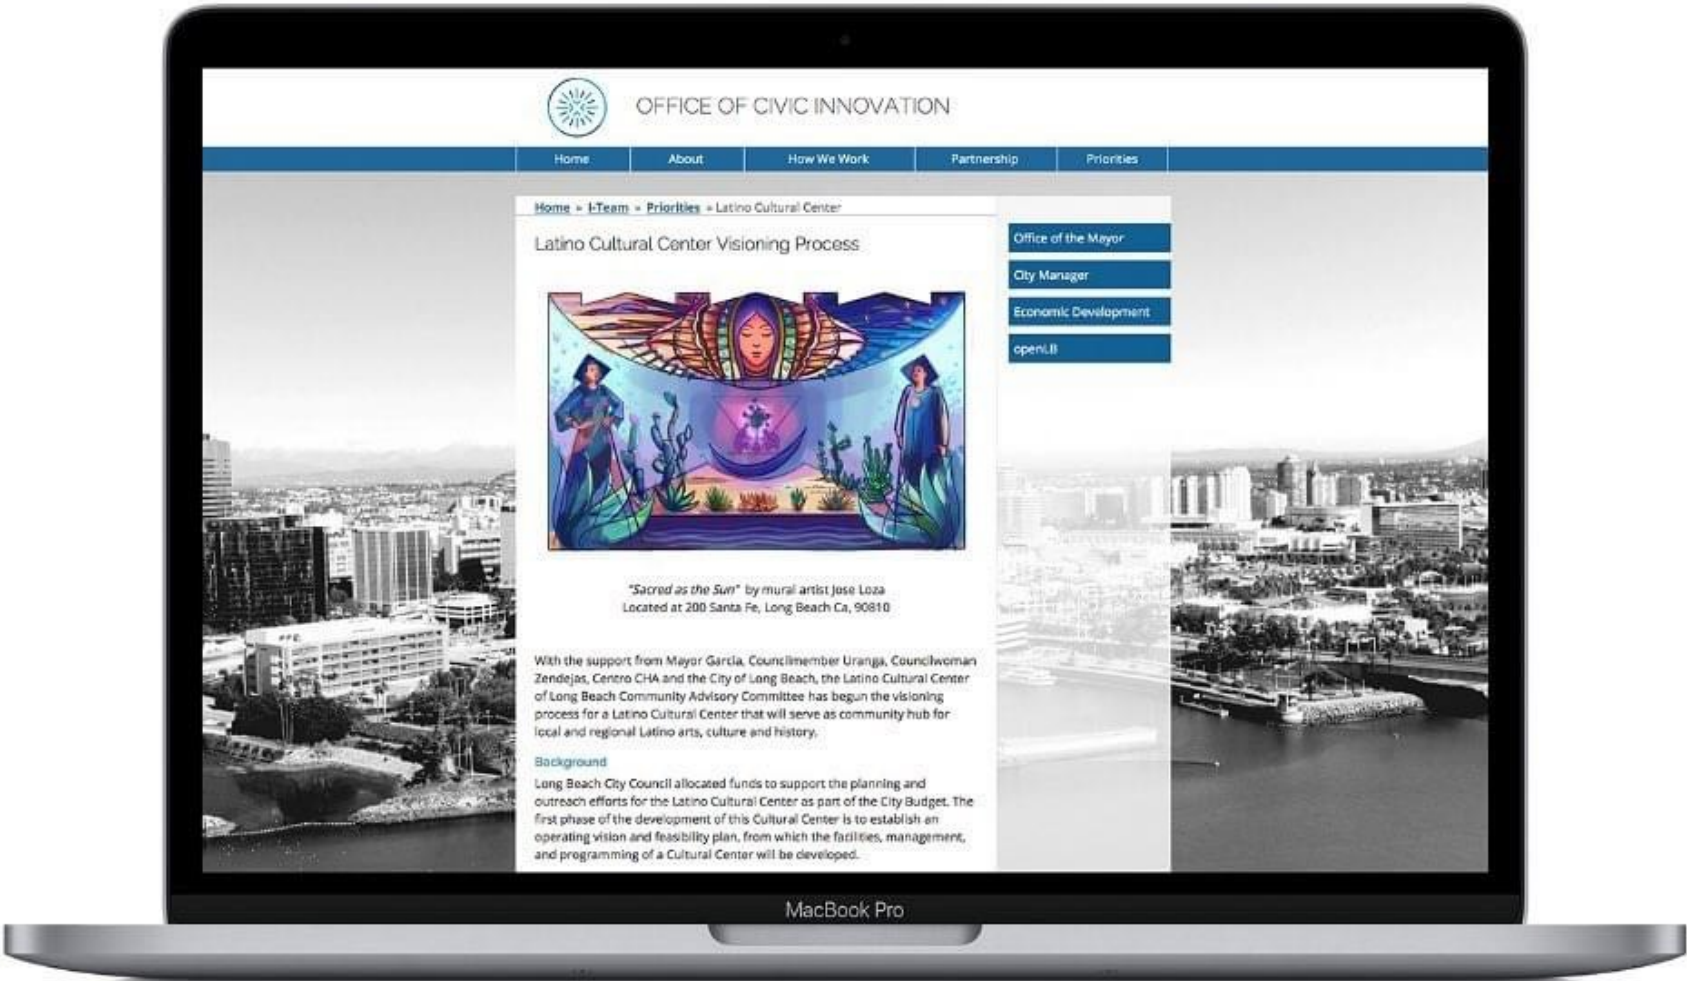 OFFICE OF CIVIC INNOVATION
Home About How We Work Partnership Priorities
Home » I-Team » Priorities » Latino Cultural Center
Latino Cultural Center Visioning Process
Office of the Mayor
City Manager
Economic Development
openLB
"Sacred as the Sun" by mural artist Jose Loza
Located at 200 Santa Fe, Long Beach Ca, 90810
With the support from Mayor Garcia, Councilmember Uranga, Councilwoman
Zendejas, Centro CHA and the City of Long Beach, the Latino Cultural Center
of Long Beach Community Advisory Committee has begun the visioning
process for a Latino Cultural Center that will serve as community hub for
local and regional Latino arts, culture and history.
Background
Long Beach City Council allocated funds to support the planning and
outreach efforts for the Latino Cultural Center as part of the City Budget. The
first phase of the development of this Cultural Center is to establish an
operating vision and feasibility plan, from which the facilities, management,
and programming of a Cultural Center will be developed.
MacBook Pro